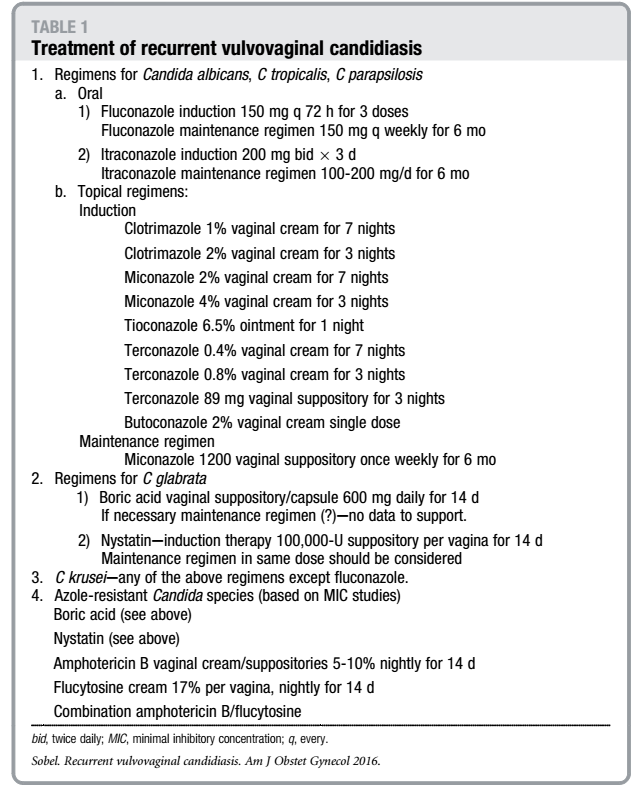 TABLE 1
Treatment of recurrent vulvovaginal candidiasis
1. Regimens for Candida albicans, C tropicalis, C parapsilosis
a. Oral
1) Fluconazole induction 150 mg q 72 h for 3 doses
Fluconazole maintenance regimen 150 mg q weekly for 6 mo
2) Itraconazole induction 200 mg bid × 3 d
Itraconazole maintenance regimen 100-200 mg/d for 6 mo
b. Topical regimens:
Induction
Clotrimazole 1% vaginal cream for 7 nights
Clotrimazole 2% vaginal cream for 3 nights
Miconazole 2% vaginal cream for 7 nights
Miconazole 4% vaginal cream for 3 nights
Tioconazole 6.5% ointment for 1 night
Terconazole 0.4% vaginal cream for 7 nights
Terconazole 0.8% vaginal cream for 3 nights
Terconazole 89 mg vaginal suppository for 3 nights
Butoconazole 2% vaginal cream single dose
Maintenance regimen
Miconazole 1200 vaginal suppository once weekly for 6 mo
2. Regimens for C glabrata
1) Boric acid vaginal suppository/capsule 600 mg daily for 14 d
If necessary maintenance regimen (?)—no data to support.
2) Nystatin—induction therapy 100,000-U suppository per vagina for 14 d
Maintenance regimen in same dose should be considered
3. C krusei—any of the above regimens except fluconazole.
4. Azole-resistant Candida species (based on MIC studies)
Boric acid (see above)
Nystatin (see above)
Amphotericin B vaginal cream/suppositories 5-10% nightly for 14 d
Flucytosine cream 17% per vagina, nightly for 14 d
Combination amphotericin B/flucytosine
bid, twice daily; MIC, minimal inhibitory concentration; q, every.
Sobel. Recurrent vulvovaginal candidiasis. Am J Obstet Gynecol 2016.